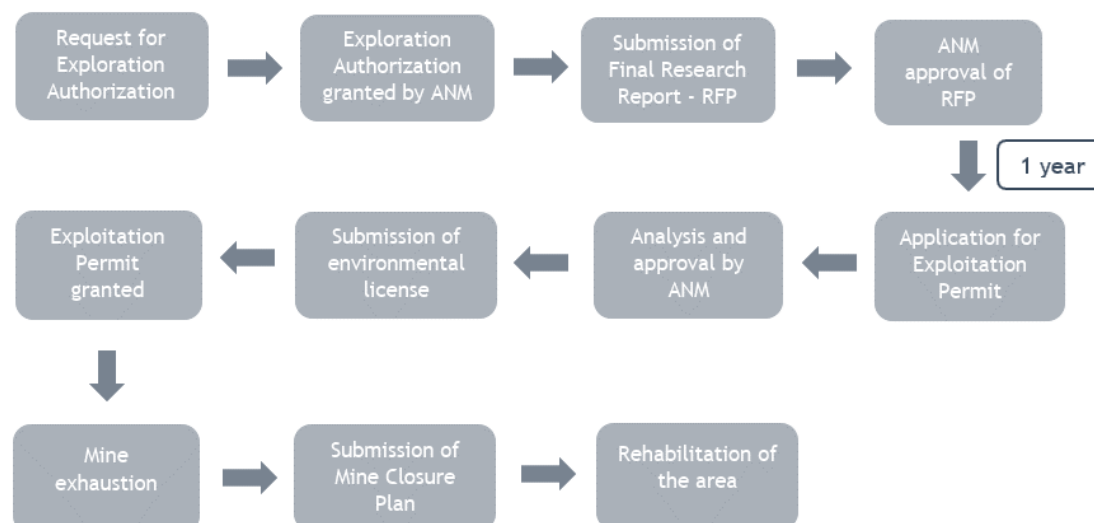 Request for
Exploration
Authorization
Exploration
Authorization
granted by ANM
Submission of
Final Research
Report - RFP
ANM
approval of
RFP
1 year
Application for
Exploitation
Permit
Analysis and
approval by
ANM
Submission of
environmental
license
Exploitation
Permit
granted
Mine
exhaustion
Submission of
Mine Closure
Plan
Rehabilitation of
the area